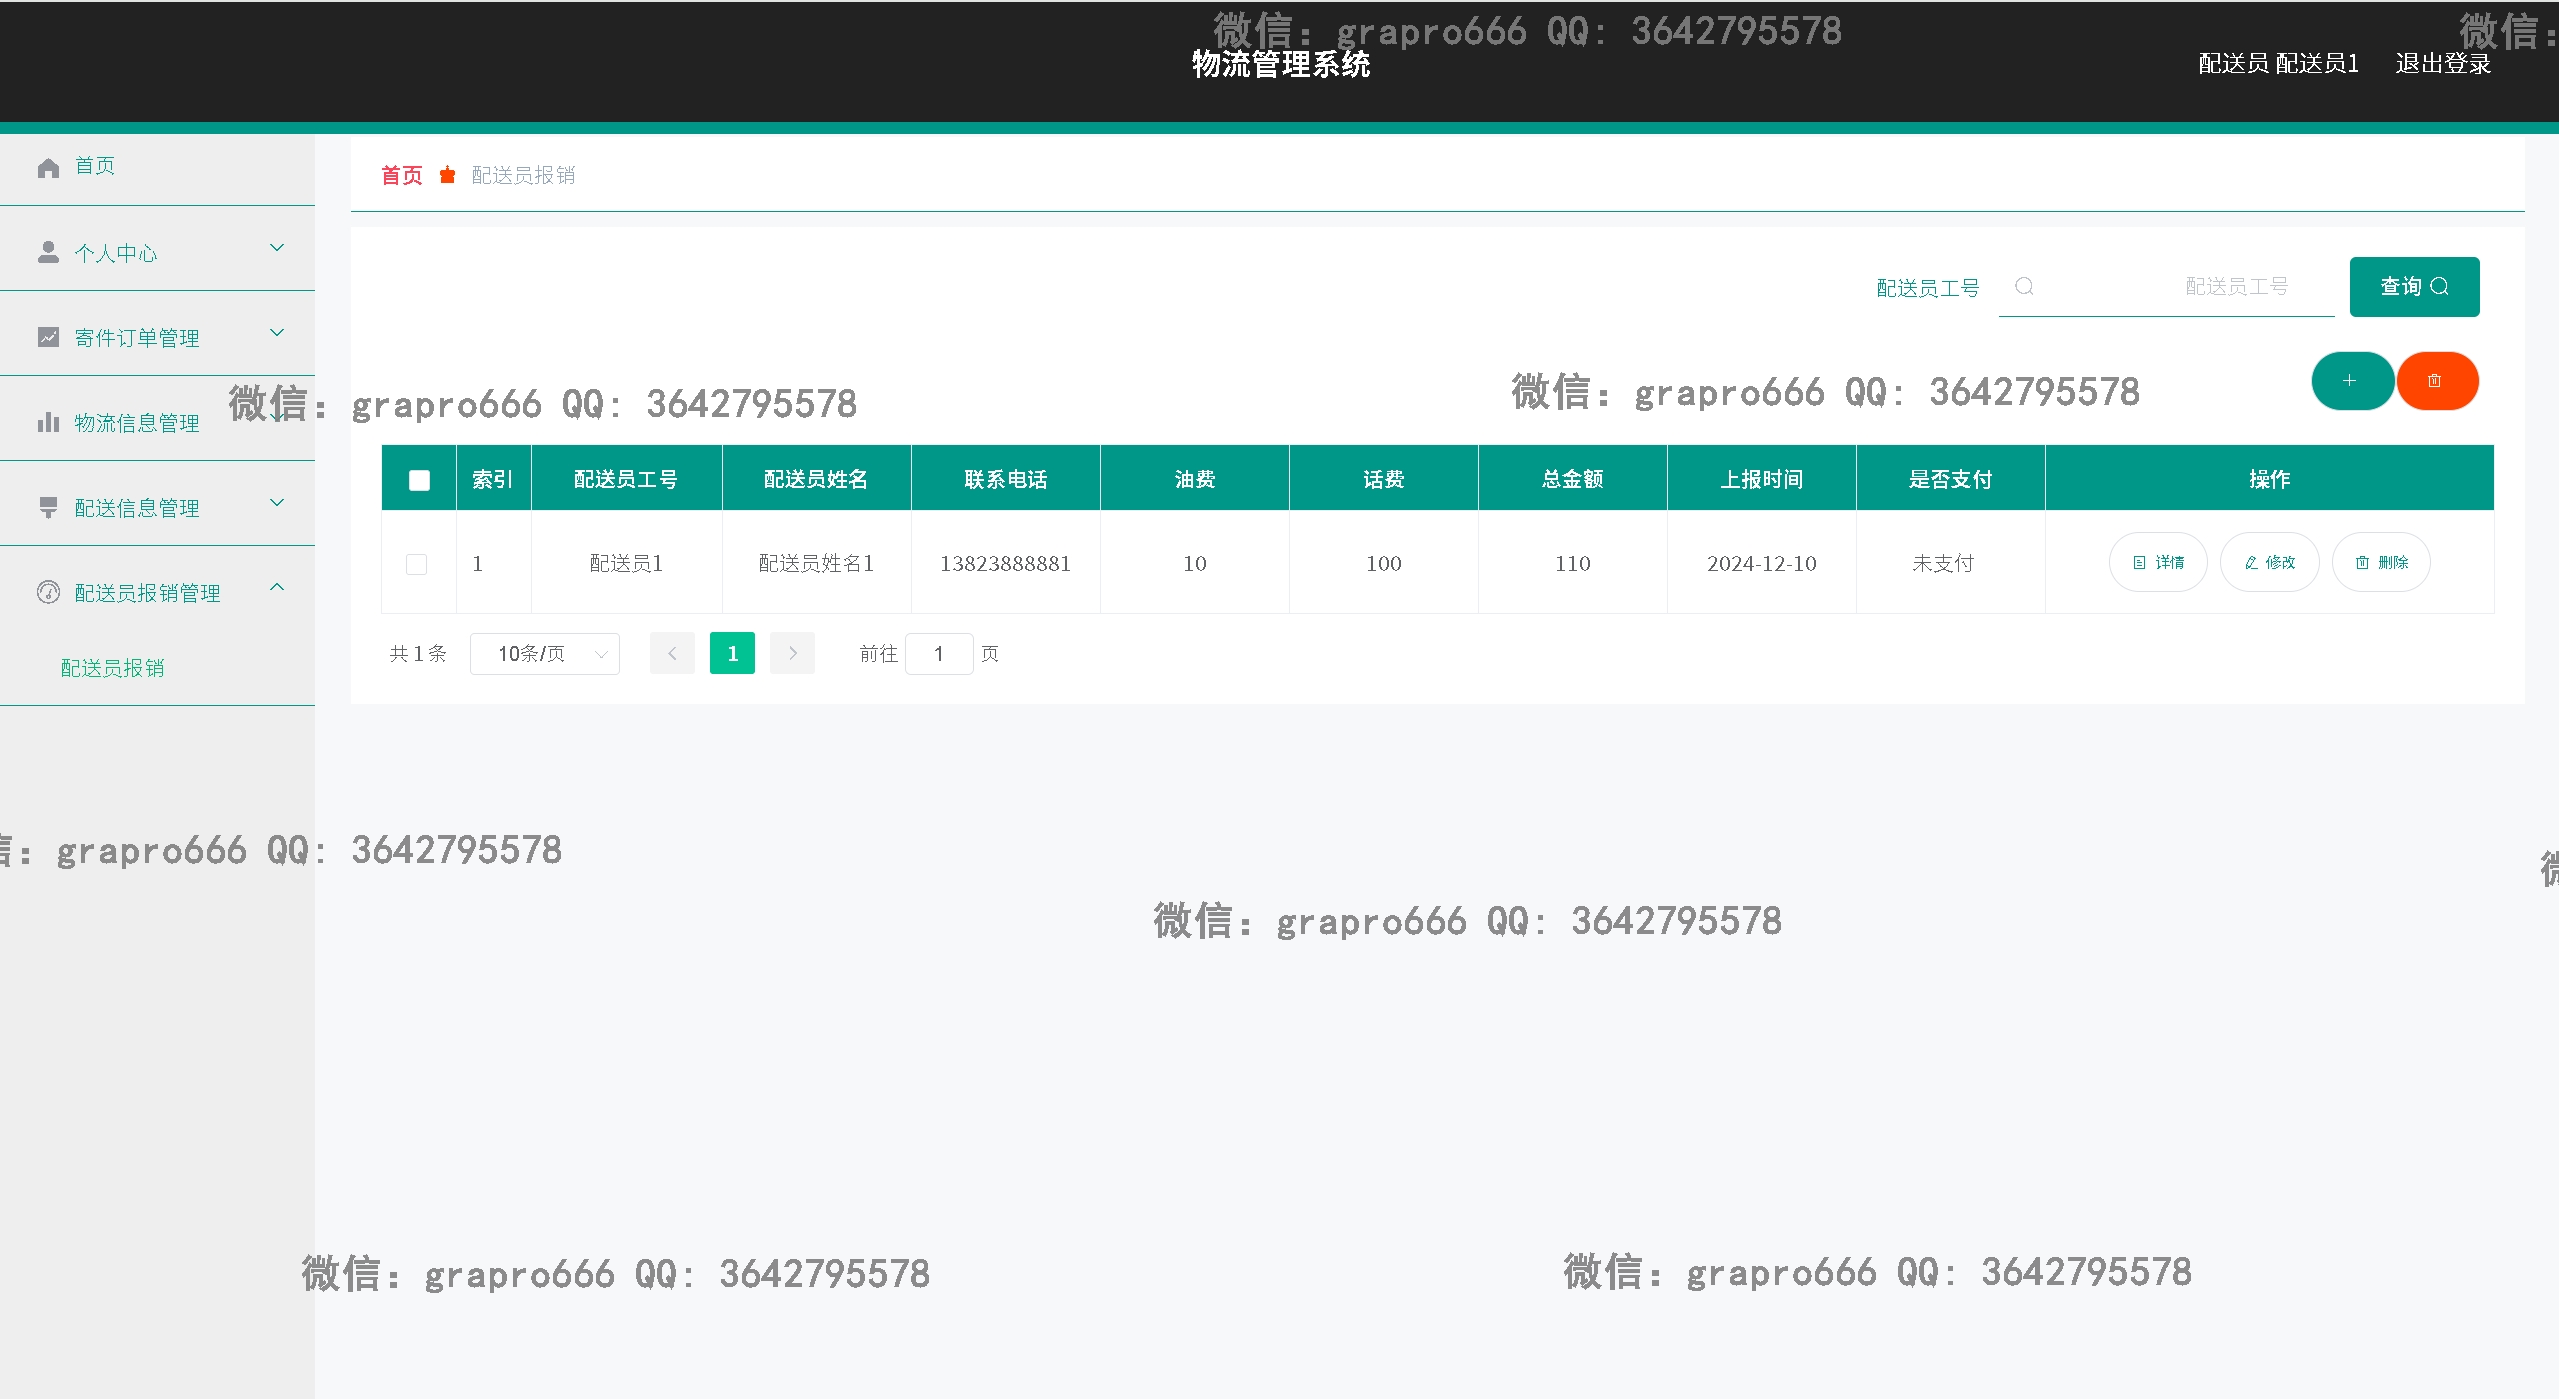 微信：grapro666 QQ: 3642795578
微信：
物流管理系统
配送员 配送员1 退出登录
首页
个人中心
寄件订单管理
物流信息管理
配送信息管理
配送员报销管理
配送员报销
首页 配送员报销
配送员工号 配送员工号 查询
微信：grapro666 QQ: 3642795578
微信：grapro666 QQ: 3642795578
索引 配送员工号 配送员姓名 联系电话 油费 话费 总金额 上报时间 是否支付 操作
1 配送员1 配送员姓名1 13823888881 10 100 110 2024-12-10 未支付 详情 修改 删除
共 1 条 10条/页 1 前往 1 页
信：grapro666 QQ: 3642795578
微
微信：grapro666 QQ: 3642795578
微信：grapro666 QQ: 3642795578
微信：grapro666 QQ: 3642795578